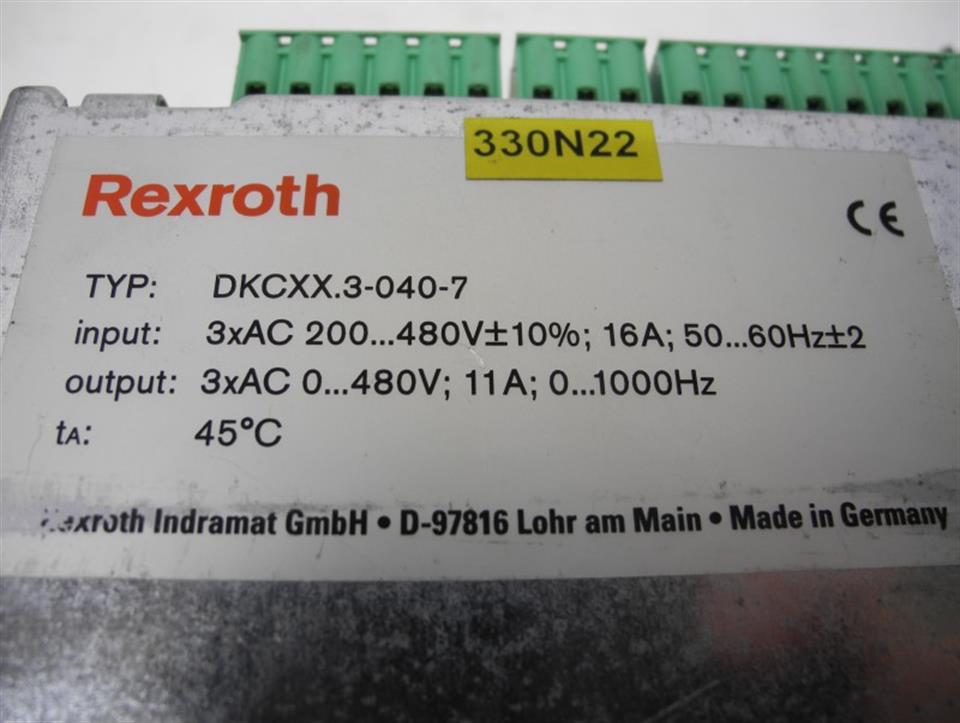 330N22
Rexroth
CE
TYP: DKCXX.3-040-7
input: 3xAC 200...480V±10%; 16A; 50...60Hz±2
output: 3xAC 0...480V; 11A; 0...1000Hz
tA: 45°C
Rexroth Indramat GmbH • D-97816 Lohr am Main • Made in Germany